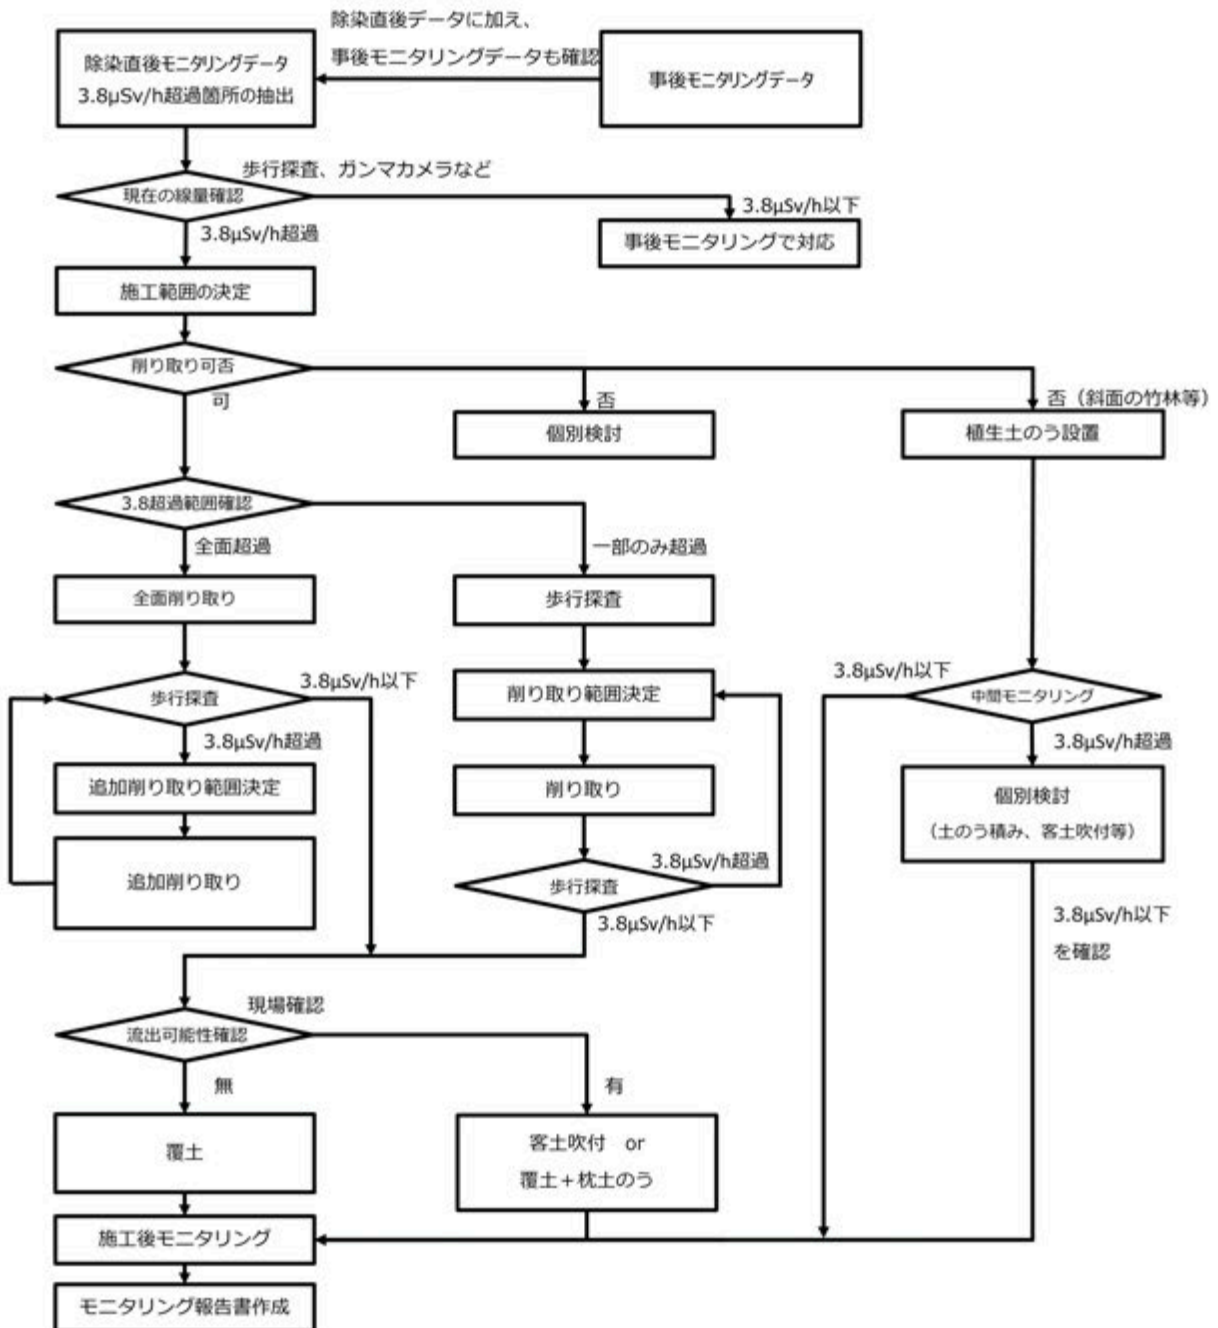 除染直後データに加え、
事後モニタリングデータも確認
除染直後モニタリングデータ
3.8μSv/h超過箇所の抽出
事後モニタリングデータ
歩行探査、ガンマカメラなど
現在の線量確認
3.8μSv/h以下
3.8μSv/h超過
事後モニタリングで対応
施工範囲の決定
削り取り可否
可
否
否（斜面の竹林等）
個別検討
植生土のう設置
3.8超過範囲確認
全面超過
一部のみ超過
全面削り取り
歩行探査
歩行探査
3.8μSv/h以下
3.8μSv/h超過
追加削り取り範囲決定
追加削り取り
削り取り範囲決定
削り取り
3.8μSv/h超過
歩行探査
3.8μSv/h以下
3.8μSv/h以下
中間モニタリング
3.8μSv/h超過
個別検討
（土のう積み、客土吹付等）
3.8μSv/h以下
を確認
現場確認
流出可能性確認
無
有
覆土
客土吹付　or
覆土＋枕土のう
施工後モニタリング
モニタリング報告書作成